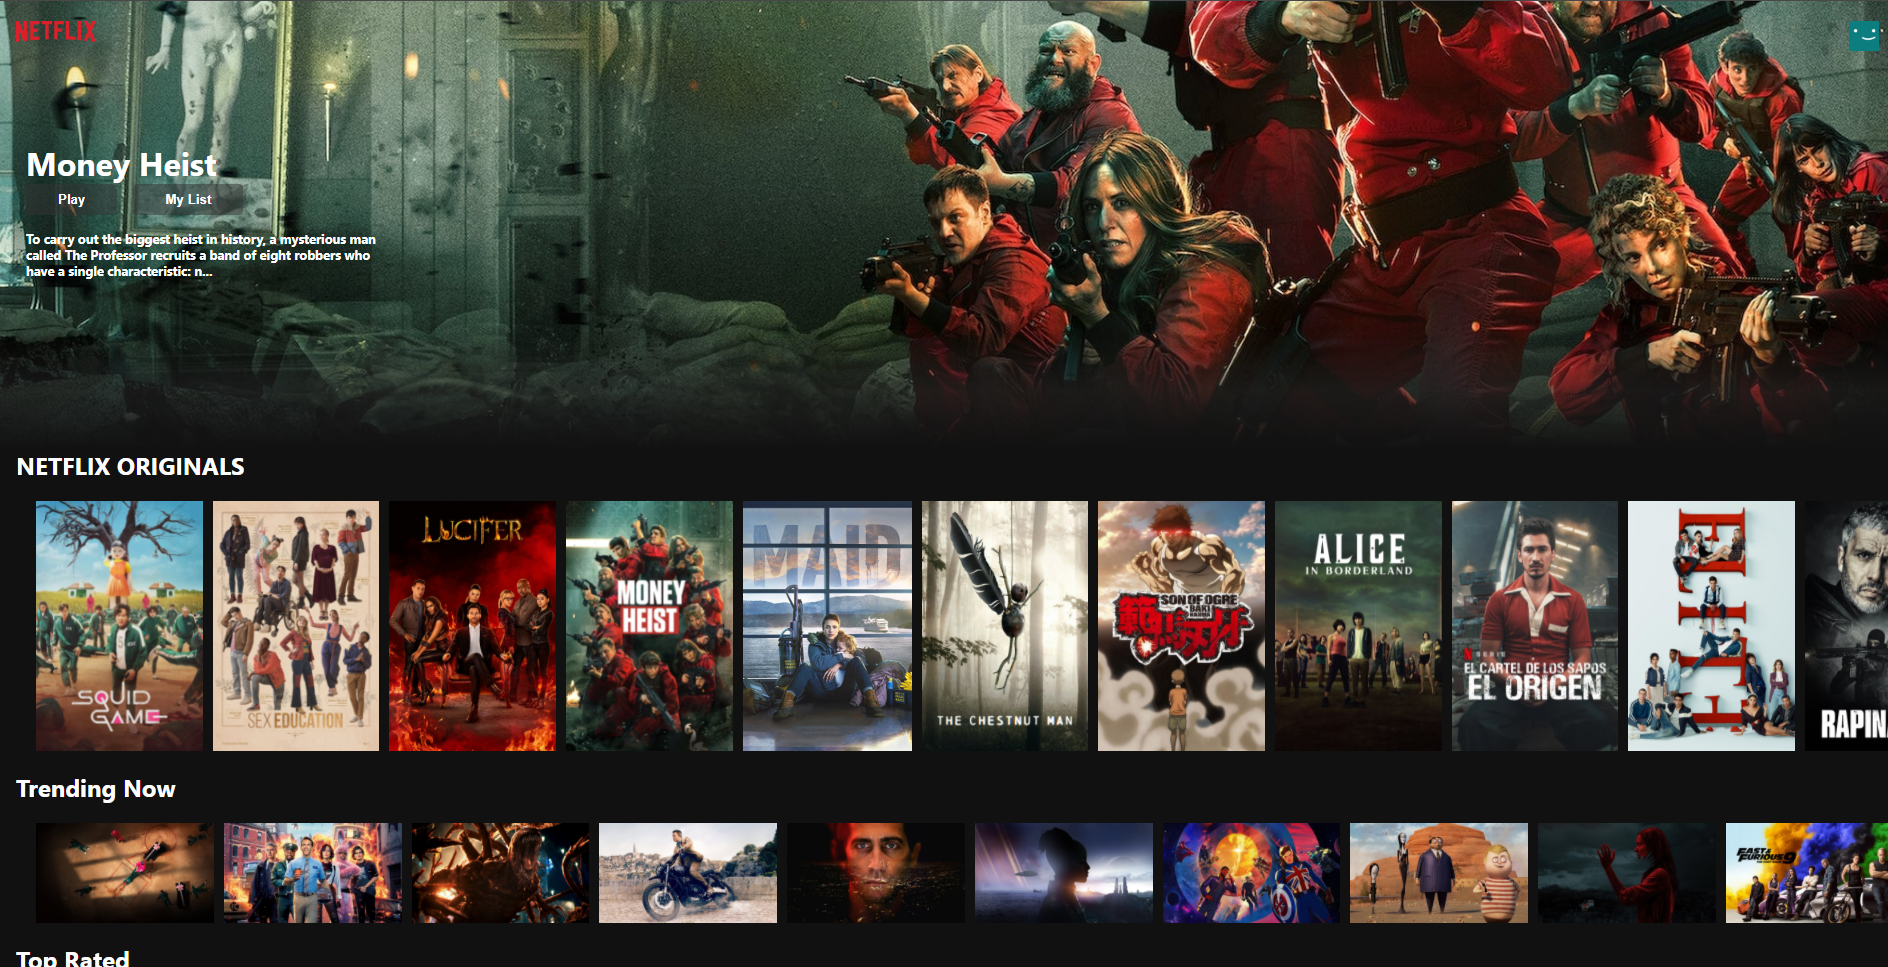 NETFLIX
Money Heist
Play
My List
To carry out the biggest heist in history, a mysterious man
called The Professor recruits a band of eight robbers who
have a single characteristic: n...
NETFLIX ORIGINALS
SQUID
GAME
SEX EDUCATION
LUCIFER
MONEY
HEIST
MAID
THE CHESTNUT MAN
SON OF OGRE
BAKI
HANMA
ALICE
IN BORDERLAND
N SERIE
EL CARTEL DE LOS SAPOS
EL ORIGEN
ELITE
RAPIN
Trending Now
FAST &
FURIOUS 9
Top Rated